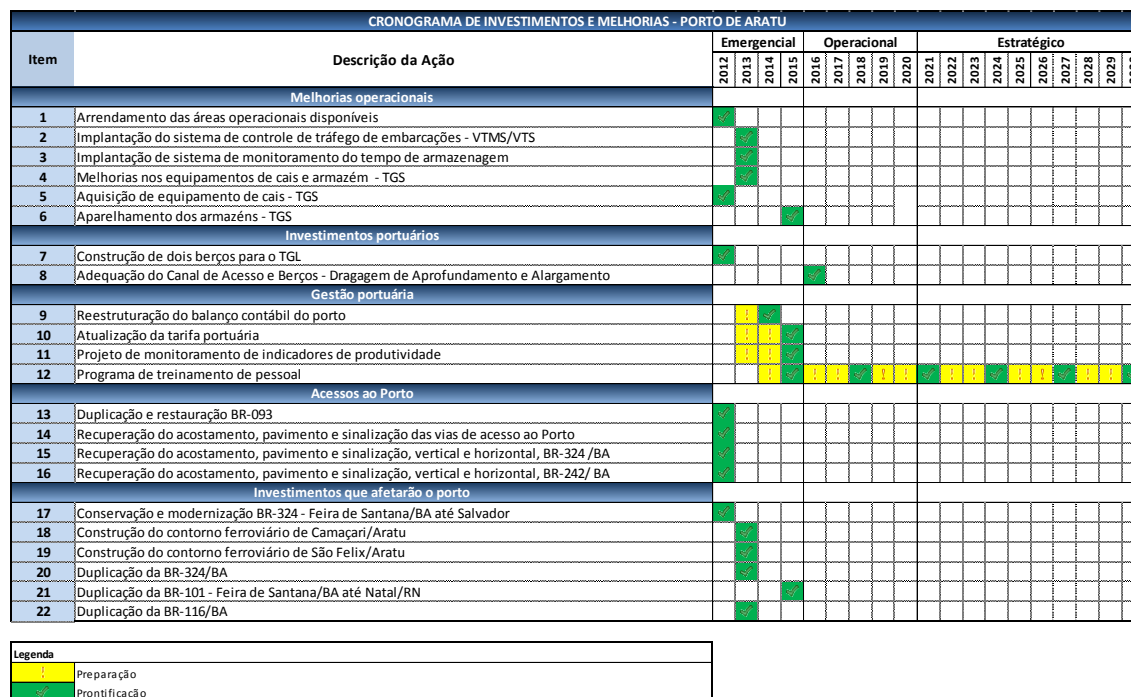 CRONOGRAMA DE INVESTIMENTOS E MELHORIAS - PORTO DE ARATU
Item Descrição da Ação Emergencial Operacional Estratégico
2012 2013 2014 2015 2016 2017 2018 2019 2020 2021 2022 2023 2024 2025 2026 2027 2028 2029
Melhorias operacionais
1 Arrendamento das áreas operacionais disponíveis
2 Implantação do sistema de controle de tráfego de embarcações - VTMS/VTS
3 Implantação de sistema de monitoramento do tempo de armazenagem
4 Melhorias nos equipamentos de cais e armazém - TGS
5 Aquisição de equipamento de cais - TGS
6 Aparelhamento dos armazéns - TGS
Investimentos portuários
7 Construção de dois berços para o TGL
8 Adequação do Canal de Acesso e Berços - Dragagem de Aprofundamento e Alargamento
Gestão portuária
9 Reestruturação do balanço contábil do porto
10 Atualização da tarifa portuária
11 Projeto de monitoramento de indicadores de produtividade
12 Programa de treinamento de pessoal
Acessos ao Porto
13 Duplicação e restauração BR-093
14 Recuperação do acostamento, pavimento e sinalização das vias de acesso ao Porto
15 Recuperação do acostamento, pavimento e sinalização, vertical e horizontal, BR-324 /BA
16 Recuperação do acostamento, pavimento e sinalização, vertical e horizontal, BR-242/ BA
Investimentos que afetarão o porto
17 Conservação e modernização BR-324 - Feira de Santana/BA até Salvador
18 Construção do contorno ferroviário de Camaçari/Aratu
19 Construção do contorno ferroviário de São Felix/Aratu
20 Duplicação da BR-324/BA
21 Duplicação da BR-101 - Feira de Santana/BA até Natal/RN
22 Duplicação da BR-116/BA
Legenda
Preparação
Prontificação